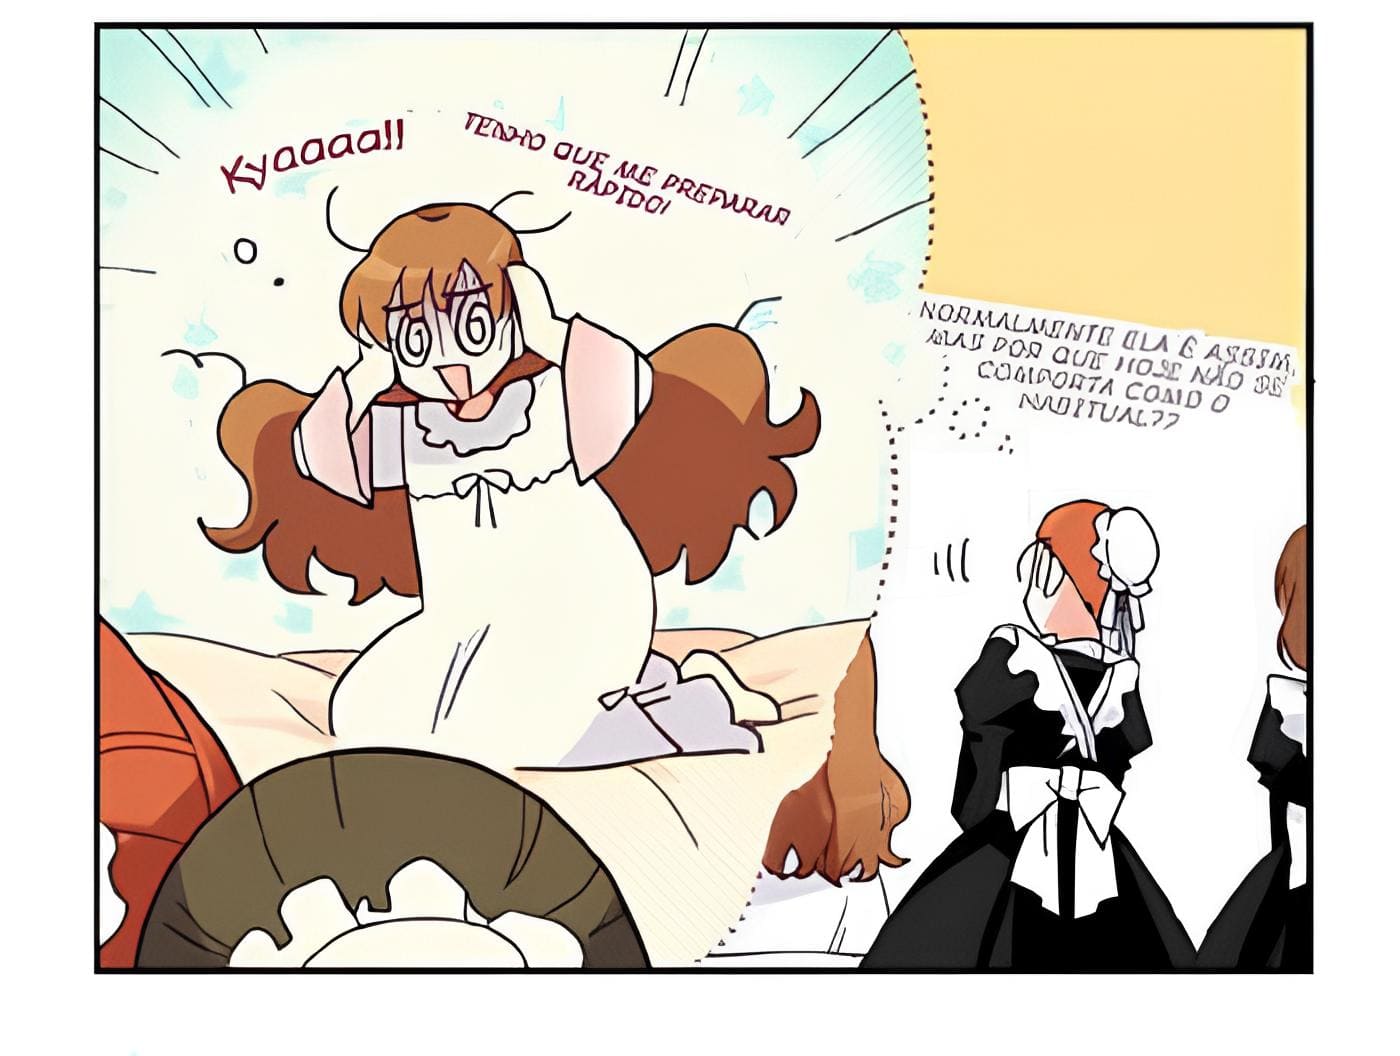 Kyaaaa!!
TENHO QUE ME PREPARAR
RÁPIDO!
NORMALMENTE ELA É ASSIM,
MAS POR QUE HOJE NÃO SE
COMPORTA COMO O
HABITUAL??